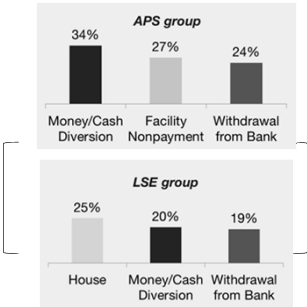 APS group
34%
27%
24%
Money/Cash Diversion
Facility Nonpayment
Withdrawal from Bank
LSE group
25%
20%
19%
House
Money/Cash Diversion
Withdrawal from Bank